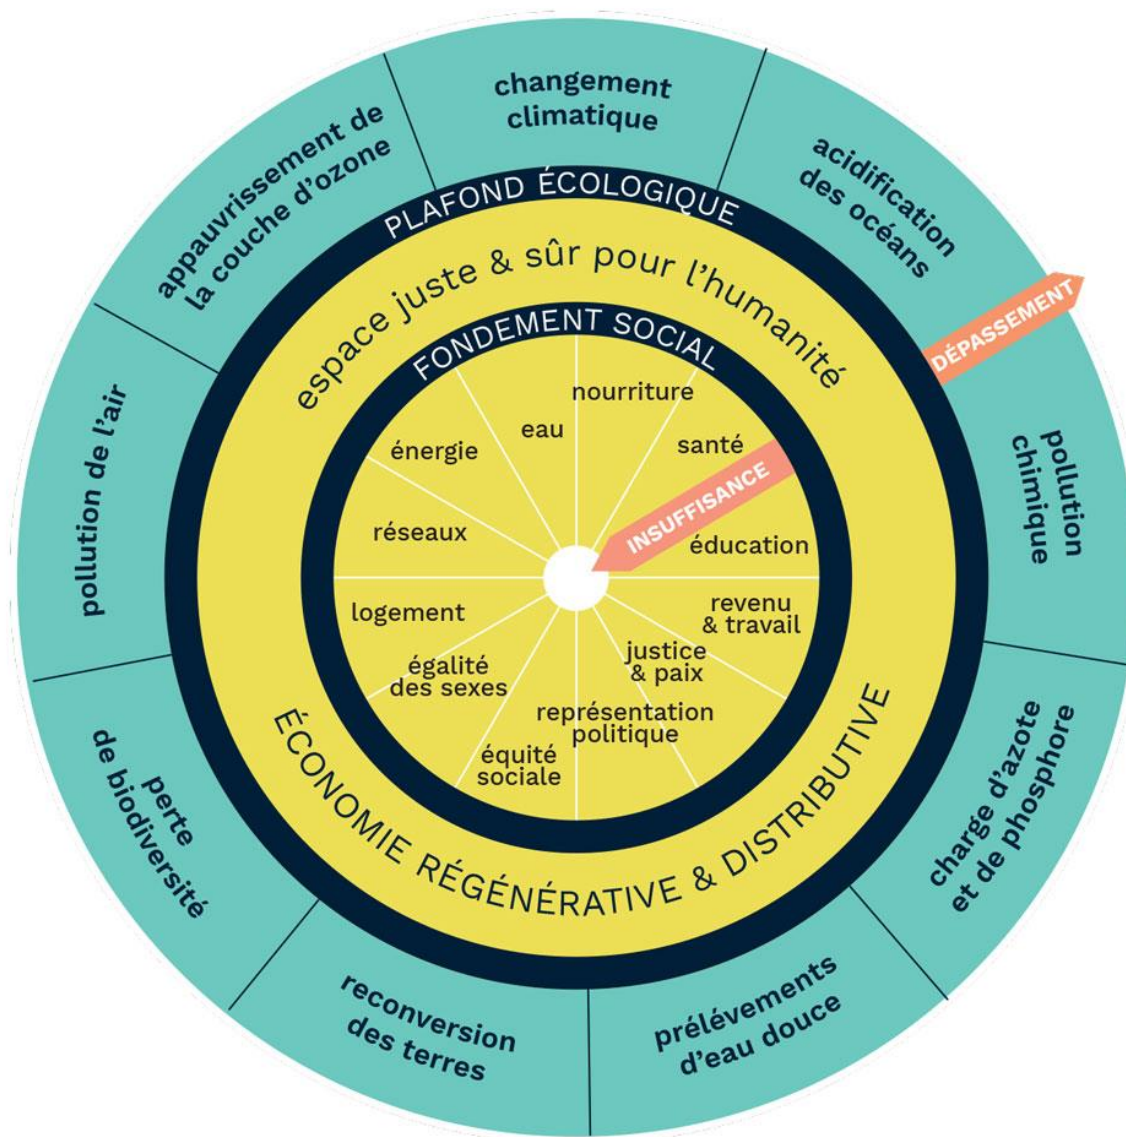 changement
climatique
acidification
des océans
DÉPASSEMENT
pollution
chimique
charge d'azote
et de phosphore
prélévements
d'eau douce
reconversion
des terres
perte
de biodiversité
pollution de l'air
appauvrissement de
la couche d'ozone
PLAFOND ÉCOLOGIQUE
espace juste & sûr pour l'humanité
FONDEMENT SOCIAL
nourriture
santé
INSUFFISANCE
éducation
revenu
& travail
justice
& paix
représentation
politique
équité
sociale
égalité
des sexes
logement
réseaux
énergie
eau
ÉCONOMIE RÉGÉNÉRATIVE & DISTRIBUTIVE